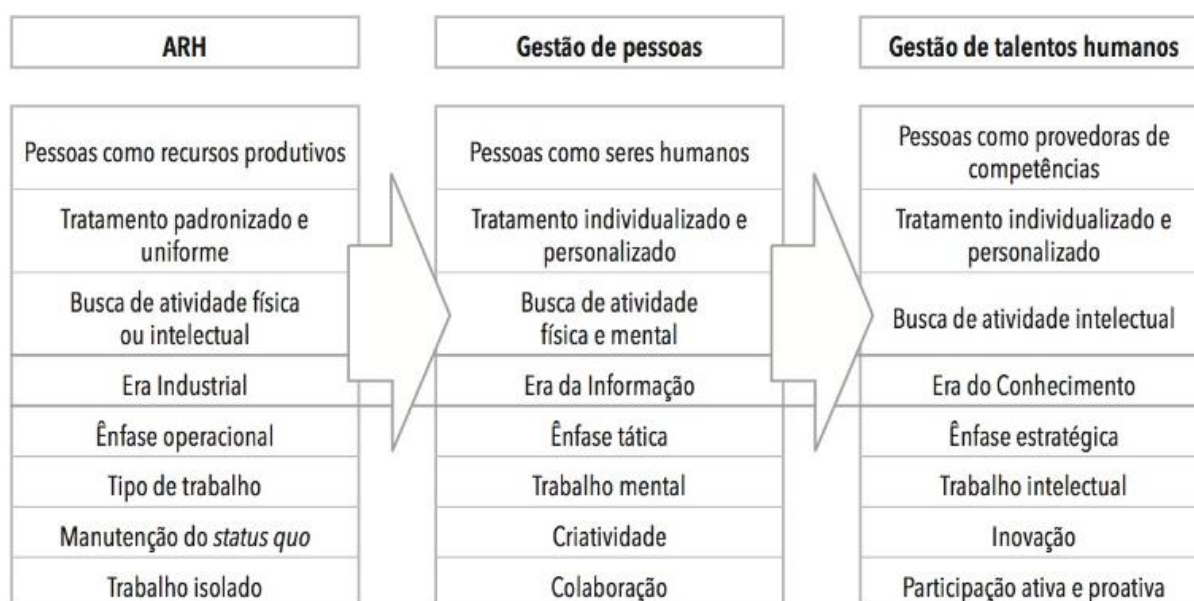 ARH
Pessoas como recursos produtivos
Tratamento padronizado e
uniforme
Busca de atividade física
ou intelectual
Era Industrial
Ênfase operacional
Tipo de trabalho
Manutenção do status quo
Trabalho isolado
Gestão de pessoas
Pessoas como seres humanos
Tratamento individualizado e
personalizado
Busca de atividade
física e mental
Era da Informação
Ênfase tática
Trabalho mental
Criatividade
Colaboração
Gestão de talentos humanos
Pessoas como provedoras de
competências
Tratamento individualizado e
personalizado
Busca de atividade intelectual
Era do Conhecimento
Ênfase estratégica
Trabalho intelectual
Inovação
Participação ativa e proativa